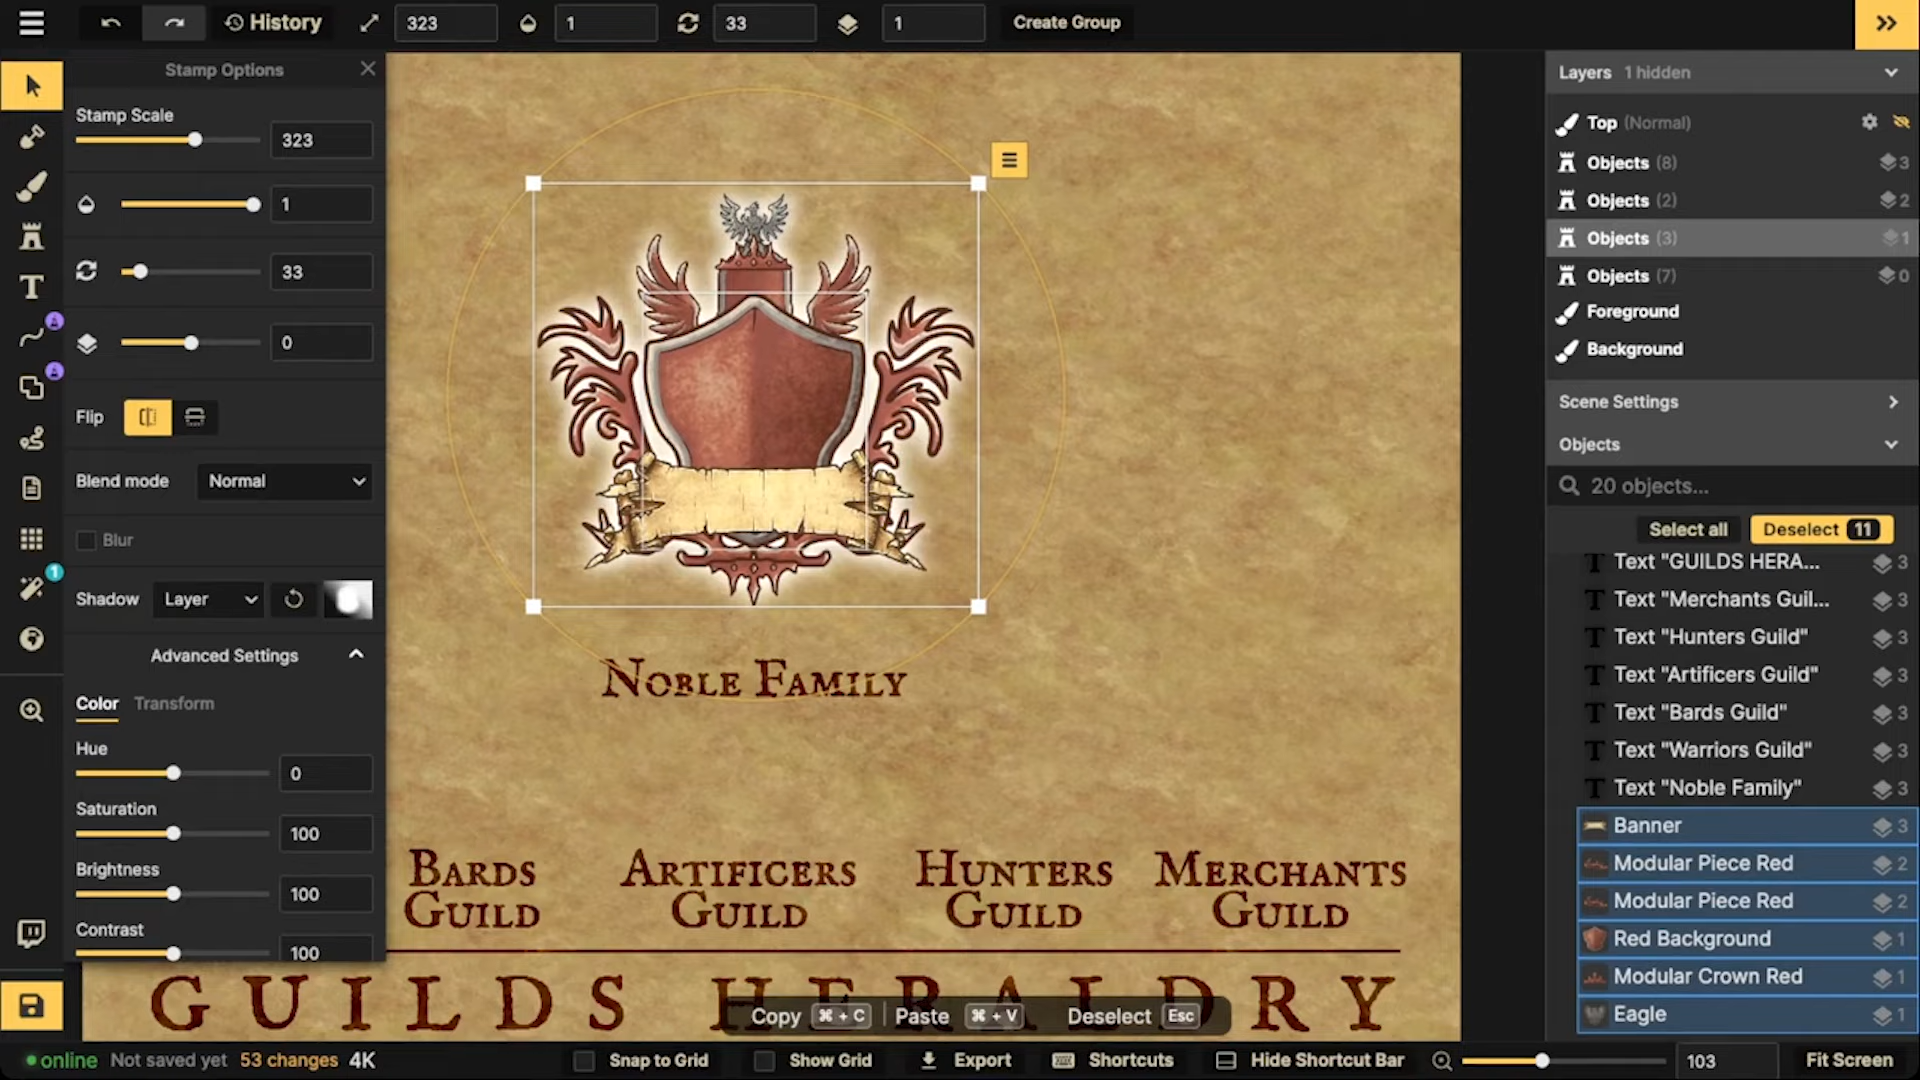 History
323
1
33
1
Create Group
Stamp Options
Stamp Scale
323
1
33
0
Flip
Blend mode
Normal
Blur
Shadow
Layer
1
Advanced Settings
Color
Transform
Hue
0
Saturation
100
Brightness
100
Contrast
100
Noble Family
Bards
Guild
Artificers
Guild
Hunters
Guild
Merchants
Guild
GUILDS HERALDRY
Copy ⌘ + C Paste ⌘ + V Deselect Esc
Layers 1 hidden
Top (Normal)
Objects (8) 3
Objects (2) 2
Objects (3) 1
Objects (7) 0
Foreground
Background
Scene Settings
Objects
20 objects...
Select all
Deselect 11
Text "GUILDS HERA... 3
Text "Merchants Guil... 3
Text "Hunters Guild" 3
Text "Artificers Guild" 3
Text "Bards Guild" 3
Text "Warriors Guild" 3
Text "Noble Family" 3
Banner 3
Modular Piece Red 2
Modular Piece Red 2
Red Background 1
Modular Crown Red 1
Eagle 1
online Not saved yet 53 changes 4K
Snap to Grid
Show Grid
Export
Shortcuts
Hide Shortcut Bar
103
Fit Screen